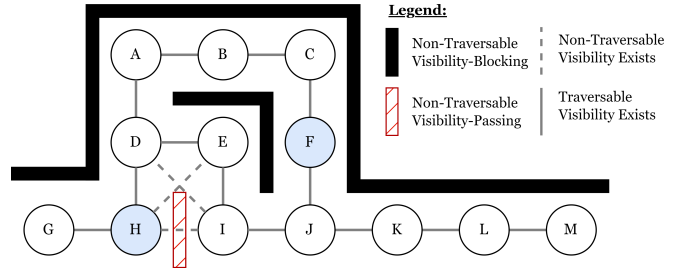 Legend:
Non-Traversable
Visibility-Blocking
Non-Traversable
Visibility Exists
Non-Traversable
Visibility-Passing
Traversable
Visibility Exists
A B C
D E F
G H I J K L M